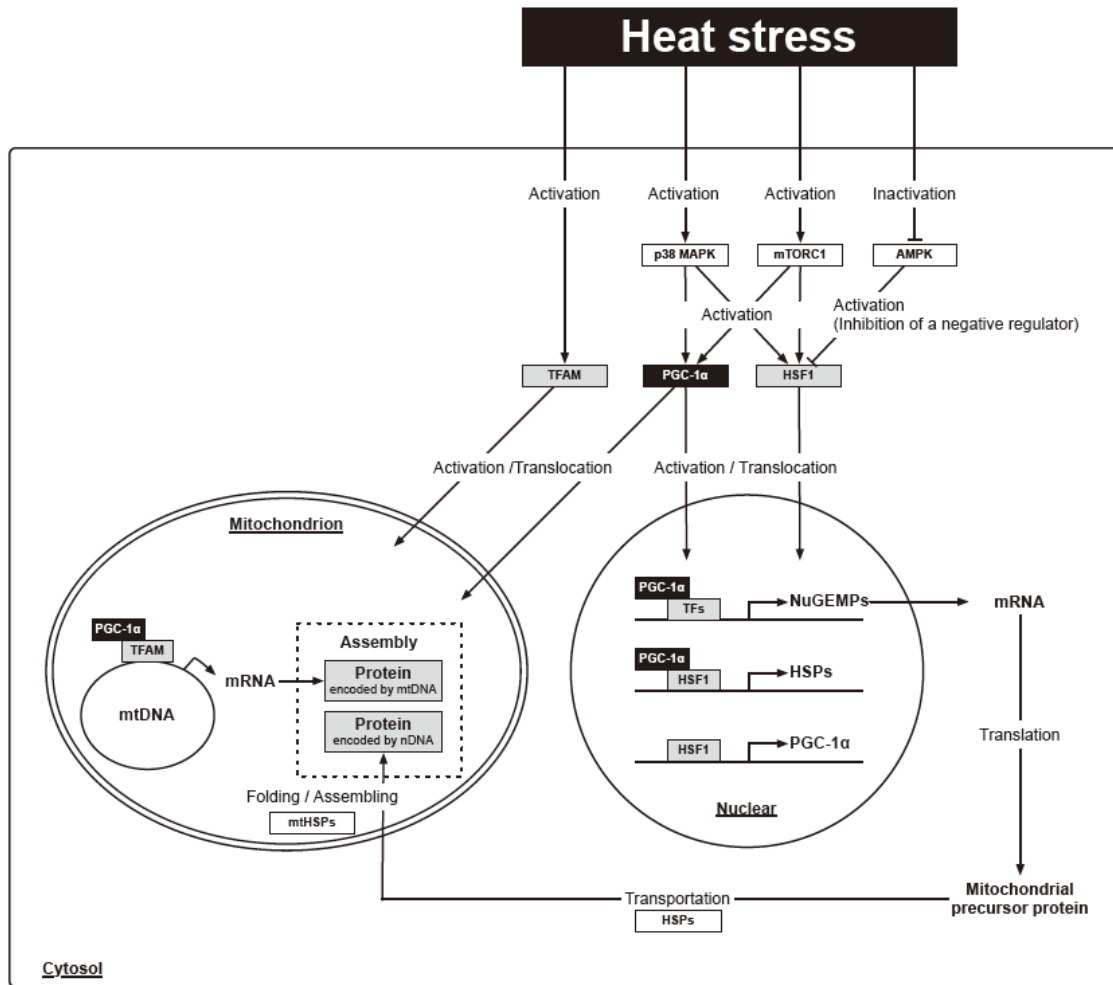 Heat stress
Activation
Activation
Activation
Inactivation
p38 MAPK
mTORC1
AMPK
Activation
Activation
(Inhibition of a negative regulator)
TFAM
PGC-1α
HSF1
Activation /Translocation
Activation / Translocation
Mitochondrion
PGC-1α
TFAM
mtDNA
mRNA
Assembly
Protein
encoded by mtDNA
Protein
encoded by nDNA
Folding / Assembling
mtHSPs
PGC-1α
TFs
NuGEMPs
mRNA
PGC-1α
HSF1
HSPs
HSF1
PGC-1α
Nuclear
Translation
Mitochondrial
precursor protein
Transportation
HSPs
Cytosol